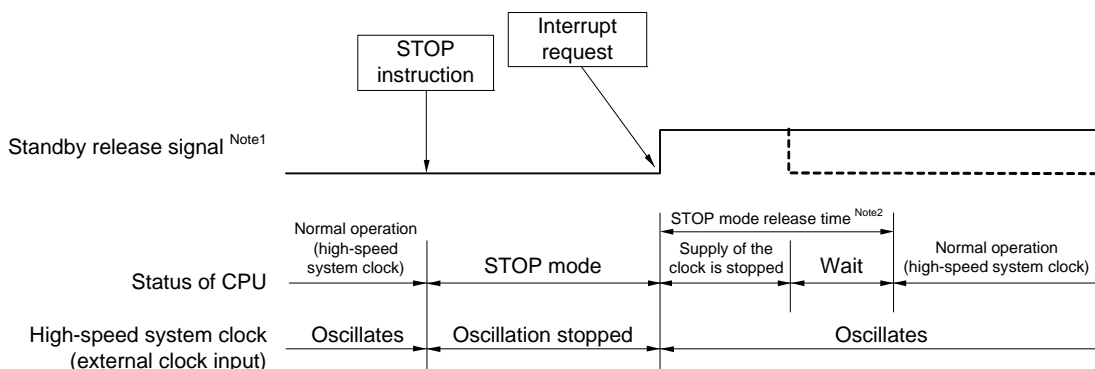 STOP
instruction
Interrupt
request
Standby release signal Note1
STOP mode release time Note2
Normal operation
(high-speed
system clock)
Supply of the
clock is stopped
Normal operation
(high-speed system clock)
Status of CPU
STOP mode
Wait
High-speed system clock
(external clock input)
Oscillates
Oscillation stopped
Oscillates